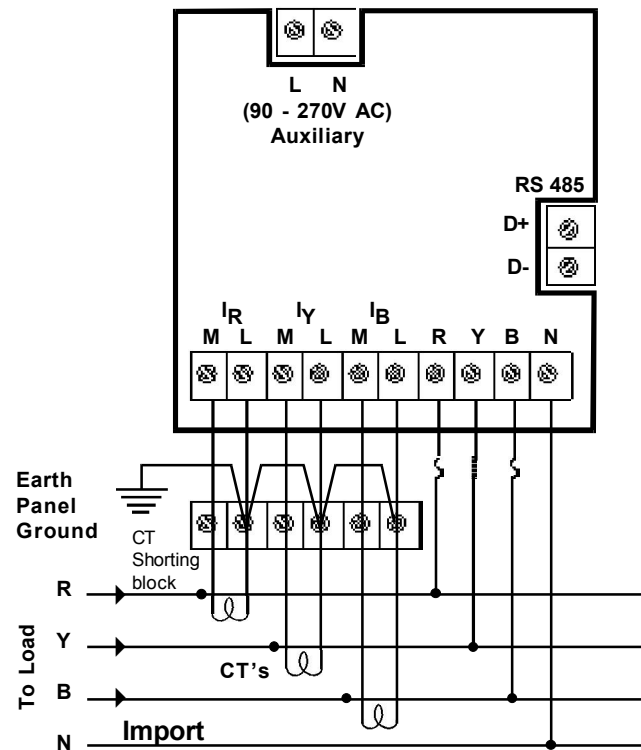 L N
(90 - 270V AC)
Auxiliary
RS 485
D+
D-
IR IY IB
M L M L M L R Y B N
Earth
Panel
Ground
CT
Shorting
block
R
Y
B
N
To Load
CT's
Import